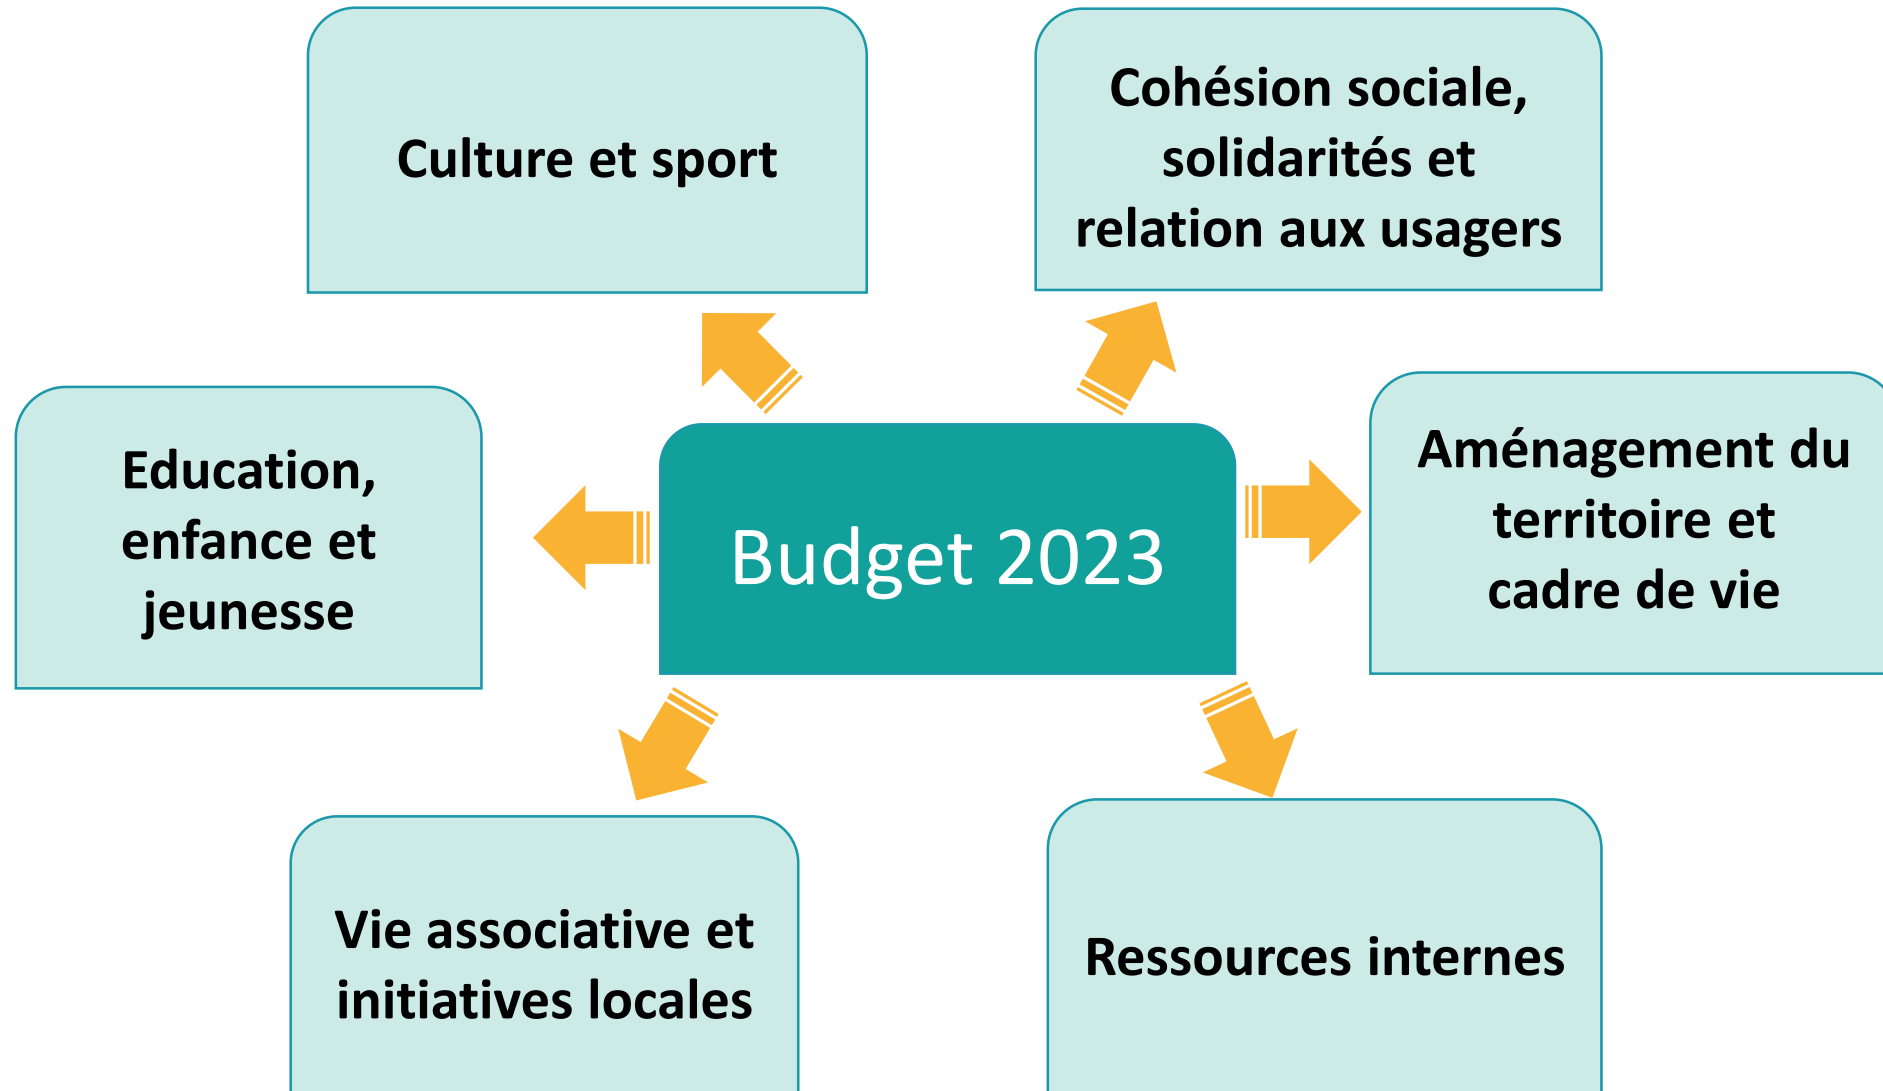 Culture et sport
Cohésion sociale,
solidarités et
relation aux usagers
Education,
enfance et
jeunesse
Budget 2023
Aménagement du
territoire et
cadre de vie
Vie associative et
initiatives locales
Ressources internes